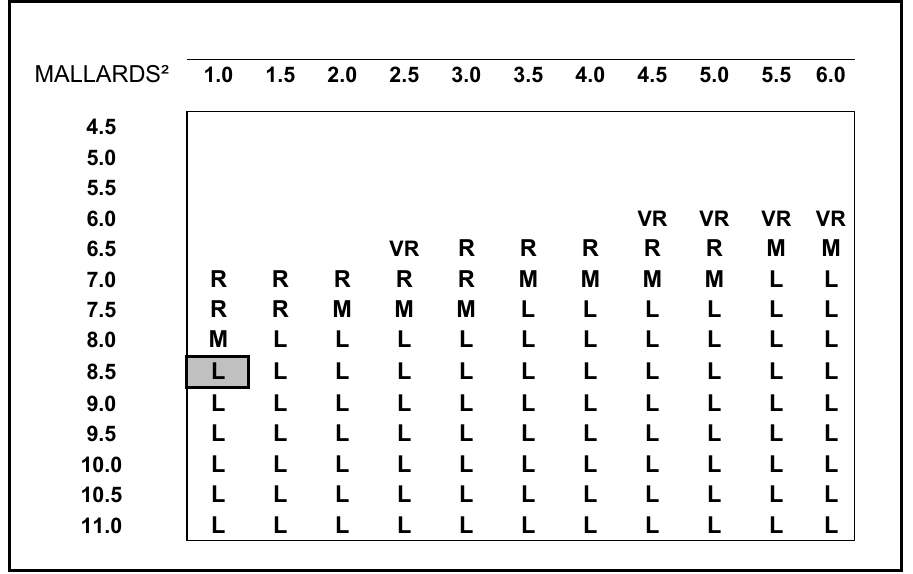 MALLARDS² 1.0 1.5 2.0 2.5 3.0 3.5 4.0 4.5 5.0 5.5 6.0
4.5
5.0
5.5
6.0 VR VR VR VR
6.5 VR R R R R R M M
7.0 R R R R R M M M M L L
7.5 R R M M M L L L L L L
8.0 M L L L L L L L L L L
8.5 L L L L L L L L L L L
9.0 L L L L L L L L L L L
9.5 L L L L L L L L L L L
10.0 L L L L L L L L L L L
10.5 L L L L L L L L L L L
11.0 L L L L L L L L L L L